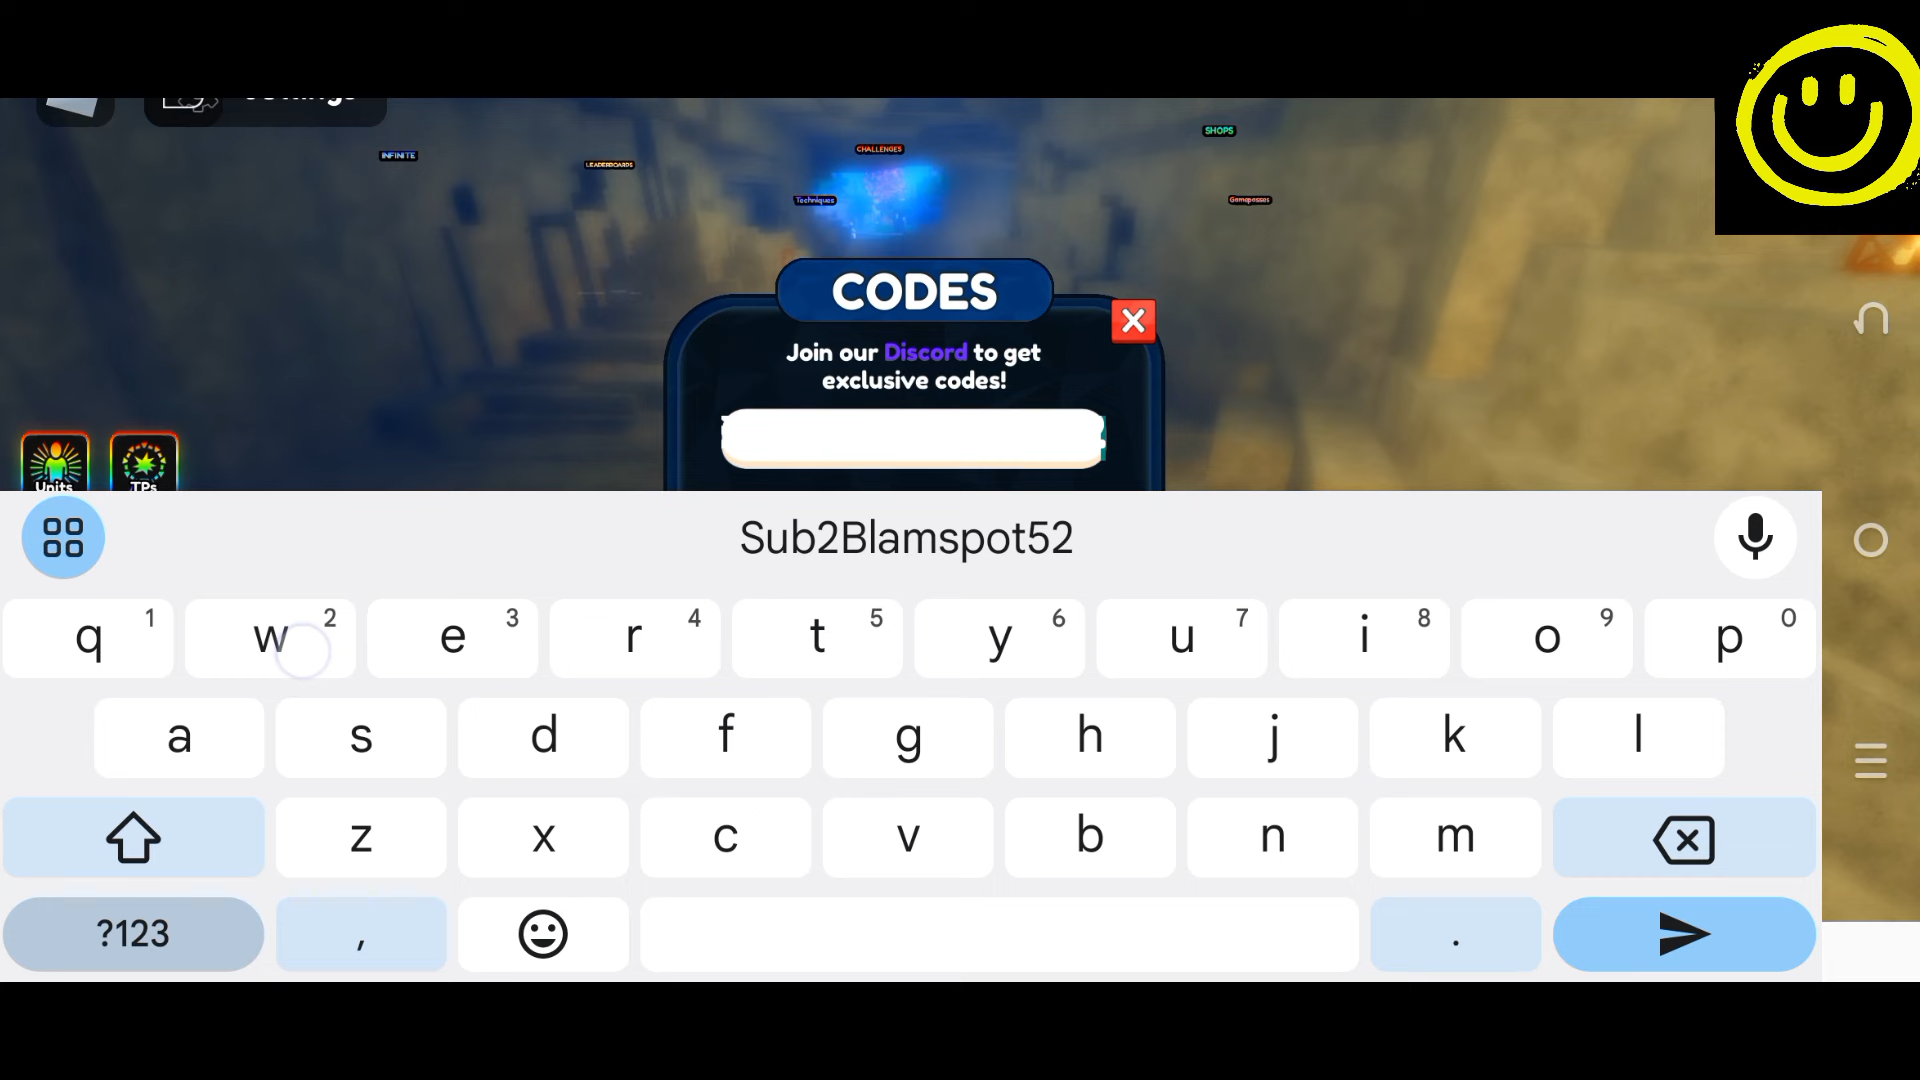 INFINITE
LEADERBOARDS
CHALLENGES
SHOPS
Techniques
Gamepasses
CODES
Join our Discord to get
exclusive codes!
Units
TPs
Sub2Blamspot52
q 1 w 2 e 3 r 4 t 5 y 6 u 7 i 8 o 9 p 0
a s d f g h j k l
z x c v b n m
?123 , .